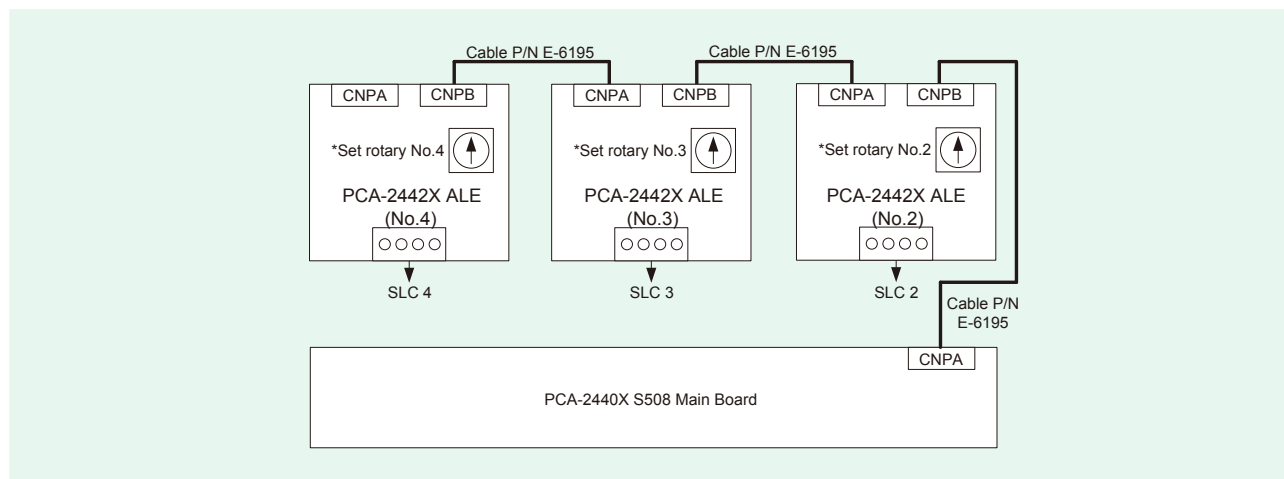 Cable P/N E-6195
Cable P/N E-6195
CNPA
CNPB
CNPA
CNPB
CNPA
CNPB
*Set rotary No.4
*Set rotary No.3
*Set rotary No.2
PCA-2442X ALE
(No.4)
PCA-2442X ALE
(No.3)
PCA-2442X ALE
(No.2)
SLC 4
SLC 3
SLC 2
Cable P/N
E-6195
CNPA
PCA-2440X S508 Main Board